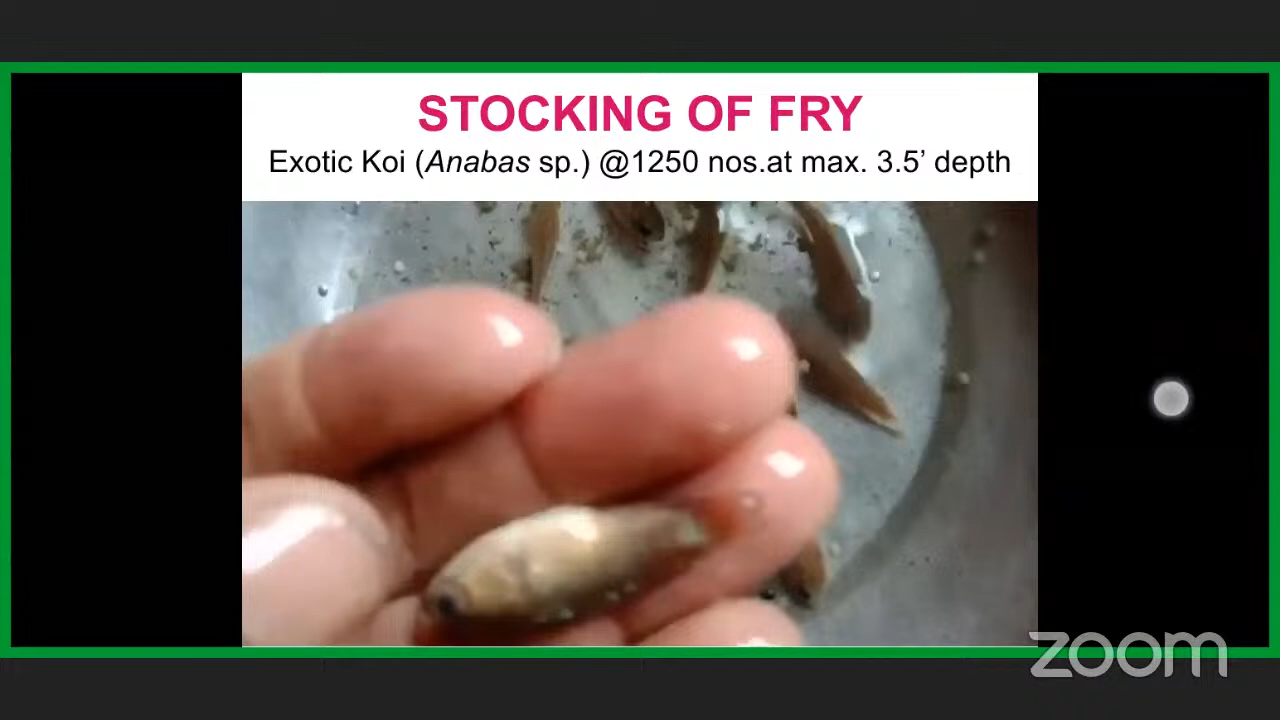 STOCKING OF FRY
Exotic Koi (Anabas sp.) @1250 nos.at max. 3.5’ depth
zoom